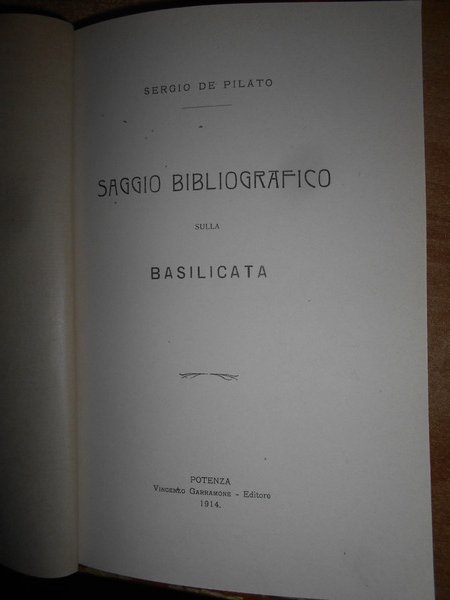 SERGIO DE PILATO
SAGGIO BIBLIOGRAFICO
SULLA
BASILICATA
POTENZA
VINCENZO GARRAMONE - Editore
1914.